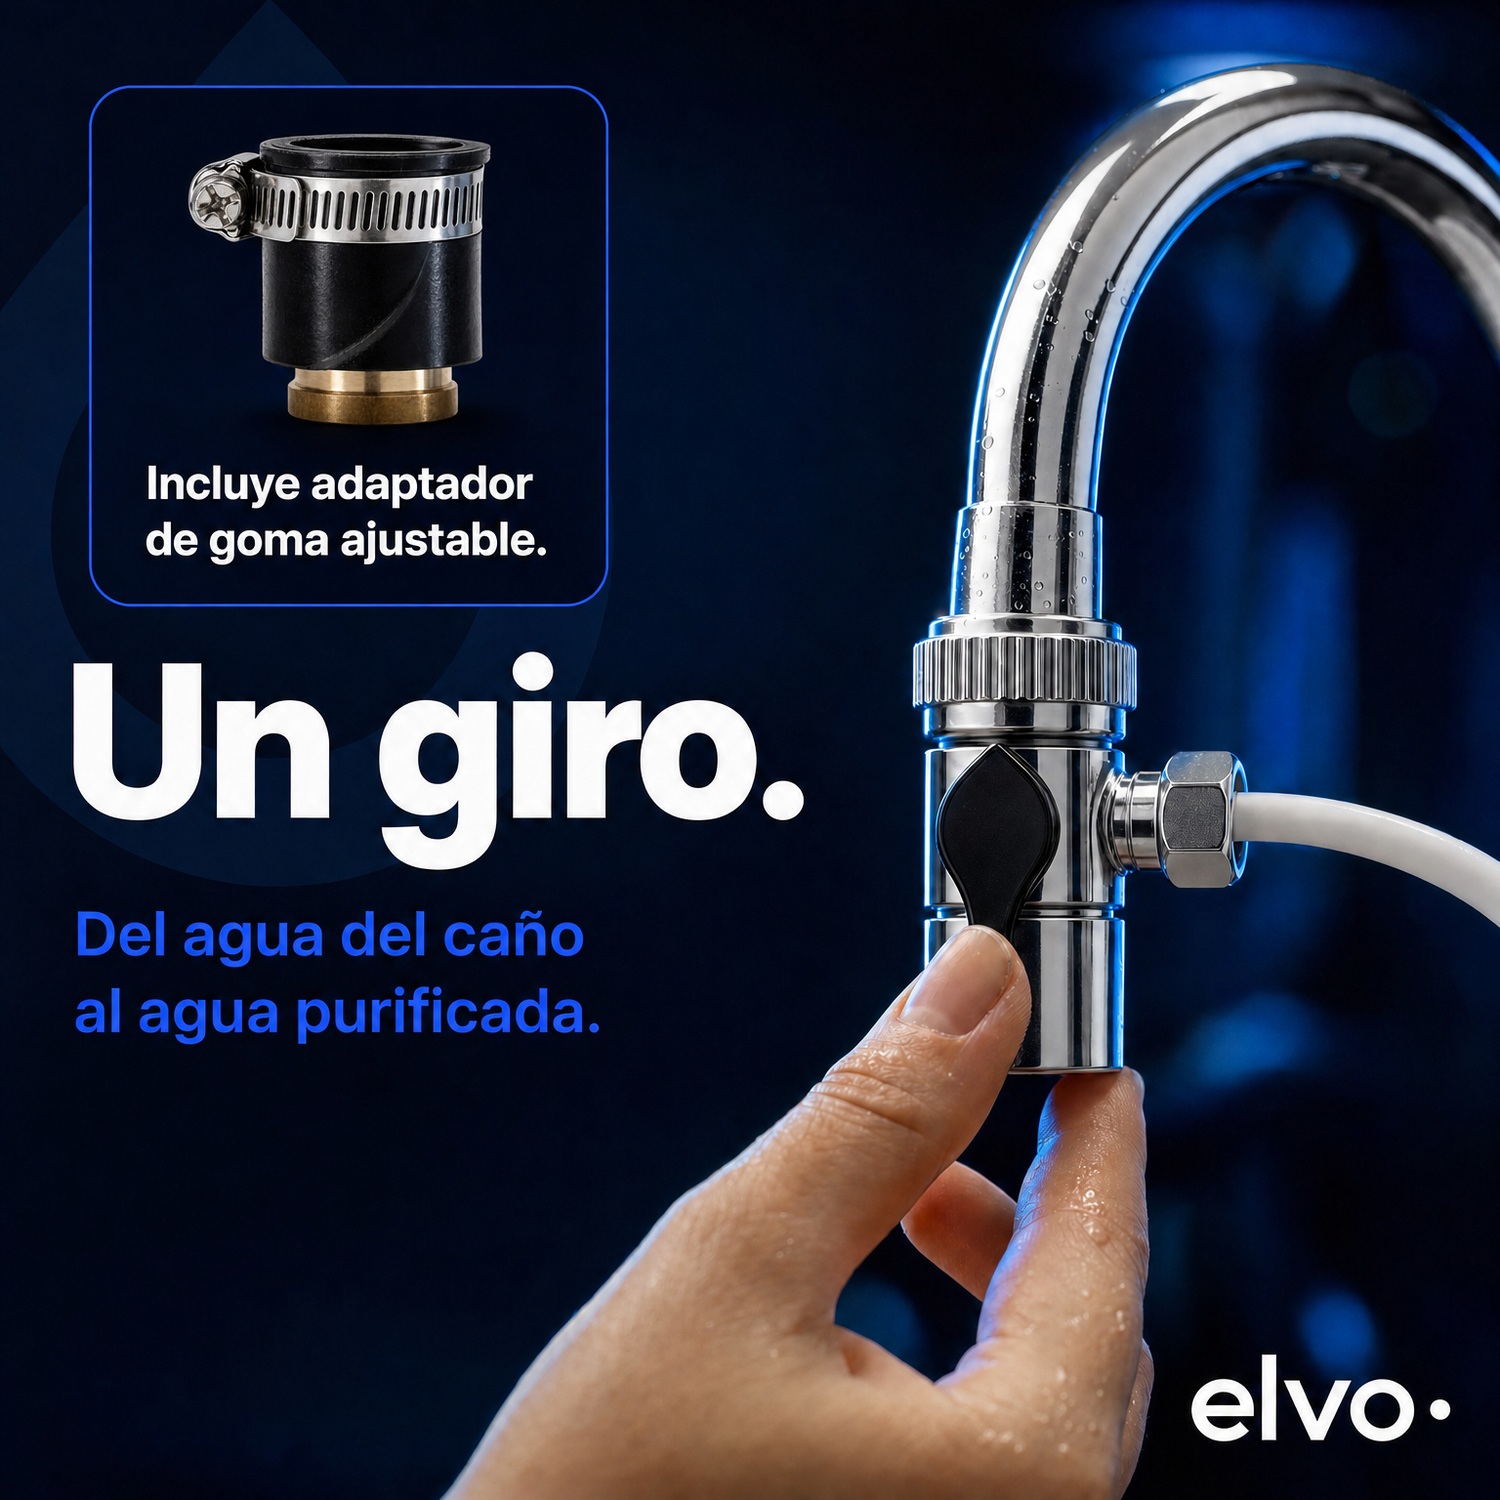 Incluye adaptador
de goma ajustable.
Un giro.
Del agua del caño
al agua purificada.
elvo.